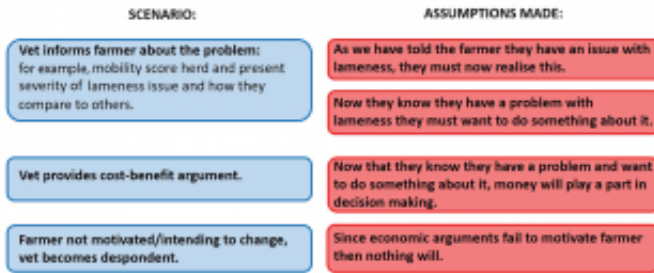 SCENARIO:
Vet informs farmer about the problem:
for example, mobility score herd and present
severity of lameness issue and how they
compare to others.
Vet provides cost-benefit argument.
Farmer not motivated/intending to change,
vet becomes despondent.
ASSUMPTIONS MADE:
As we have told the farmer they have an issue with
lameness, they must now realise this.
Now they know they have a problem with
lameness they must want to do something about it.
Now that they know they have a problem and want
to do something about it, money will play a part in
decision making.
Since economic arguments fail to motivate farmer
then nothing will.